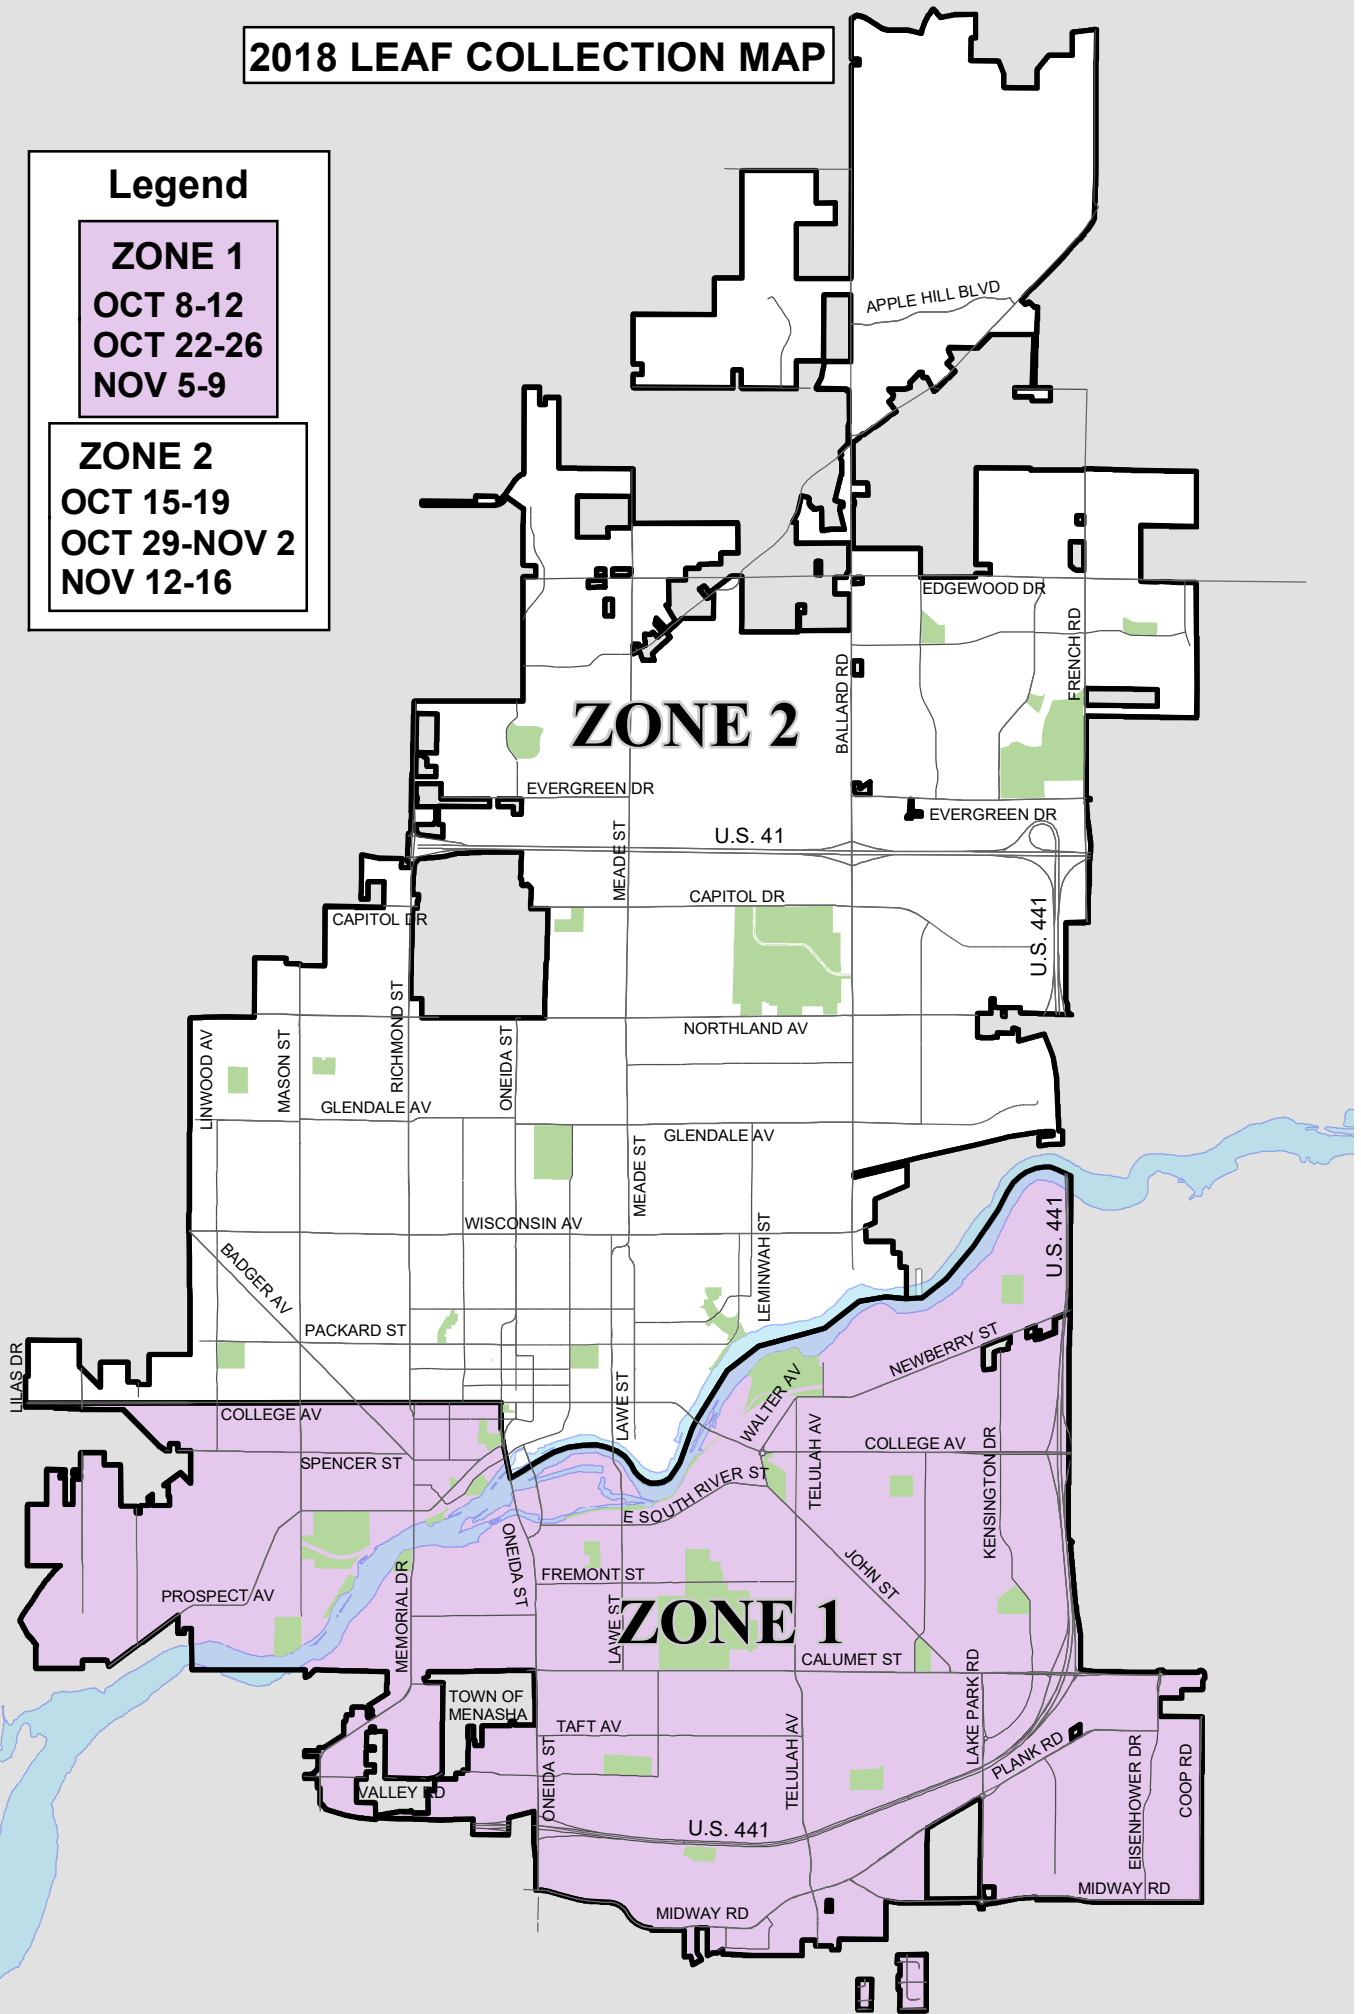 2018 LEAF COLLECTION MAP
Legend
ZONE 1
OCT 8-12
OCT 22-26
NOV 5-9
ZONE 2
OCT 15-19
OCT 29-NOV 2
NOV 12-16
APPLE HILL BLVD
EDGEWOOD DR
FRENCH RD
BALLARD RD
ZONE 2
EVERGREEN DR
EVERGREEN DR
U.S. 41
MEADE ST
CAPITOL DR
CAPITOL DR
U.S. 441
RICHMOND ST
NORTHLAND AV
LINWOOD AV
MASON ST
ONEIDA ST
GLENDALE AV
GLENDALE AV
MEADE ST
WISCONSIN AV
LEMINWAH ST
U.S. 441
BADGER AV
PACKARD ST
NEWBERRY ST
LILAS DR
LAWE ST
WALTER AV
COLLEGE AV
TELULAH AV
COLLEGE AV
KENSINGTON DR
SPENCER ST
E SOUTH RIVER ST
ONEIDA ST
JOHN ST
FREMONT ST
PROSPECT AV
MEMORIAL DR
LAWE ST
ZONE 1
CALUMET ST
LAKE PARK RD
TOWN OF
MENASHA
TAFT AV
TELULAH AV
ONEIDA ST
PLANK RD
EISENHOWER DR
COOP RD
VALLEY RD
U.S. 441
MIDWAY RD
MIDWAY RD